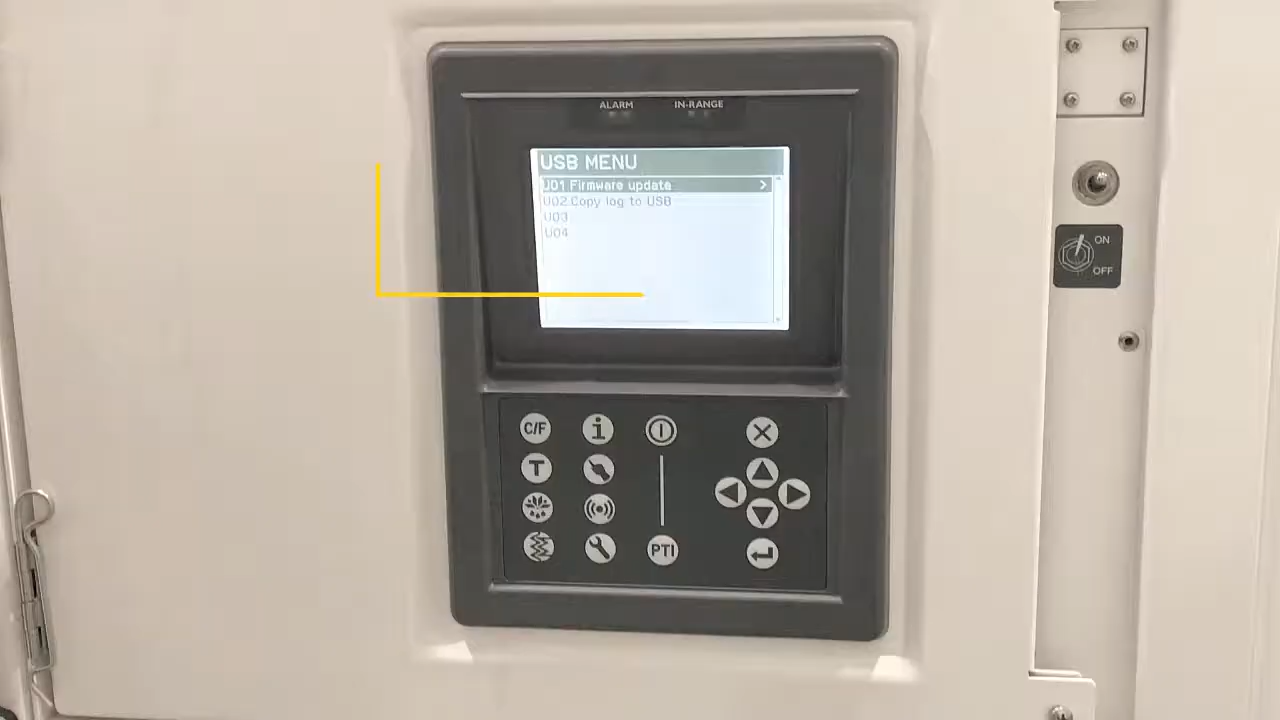 ALARM IN-RANGE
USB MENU
U01 Firmware update >
U02 Copy log to USB
U03
U04
ON
OFF
C/F
T
PTI